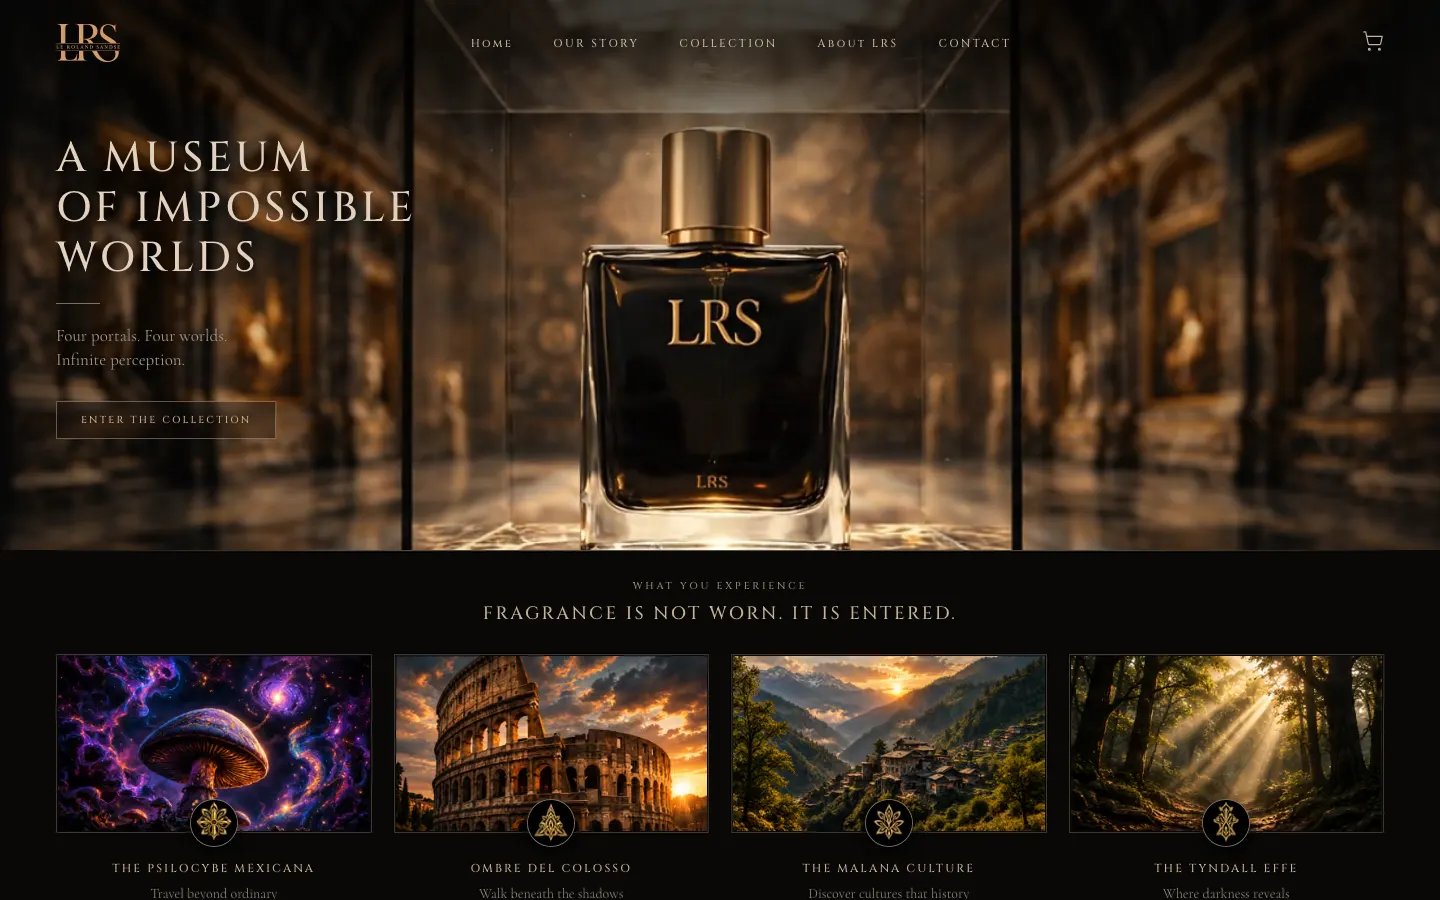 LRS
LE ROLAND SANDSE
Home
OUR STORY
COLLECTION
About LRS
CONTACT
A MUSEUM
OF IMPOSSIBLE
WORLDS
Four portals. Four worlds.
Infinite perception.
ENTER THE COLLECTION
LRS
LRS
WHAT YOU EXPERIENCE
FRAGRANCE IS NOT WORN. IT IS ENTERED.
THE PSILOCYBE MEXICANA
OMBRE DEL COLOSSO
THE MALANA CULTURE
THE TYNDALL EFFE
Travel beyond ordinary
Walk beneath the shadows
Discover cultures that history
Where darkness reveals